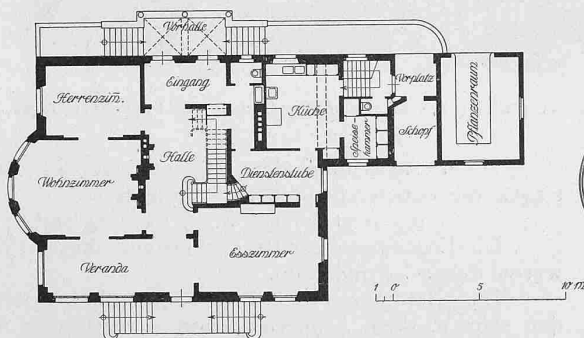 Vorhalle
Eingang
Herrenzim.
Küche
Vorplatz
Pflanzenraum
Schopf
Speise
kammer
Halle
Wohnzimmer
Dienstenstube
Veranda
Esszimmer
1 0 5 10 m